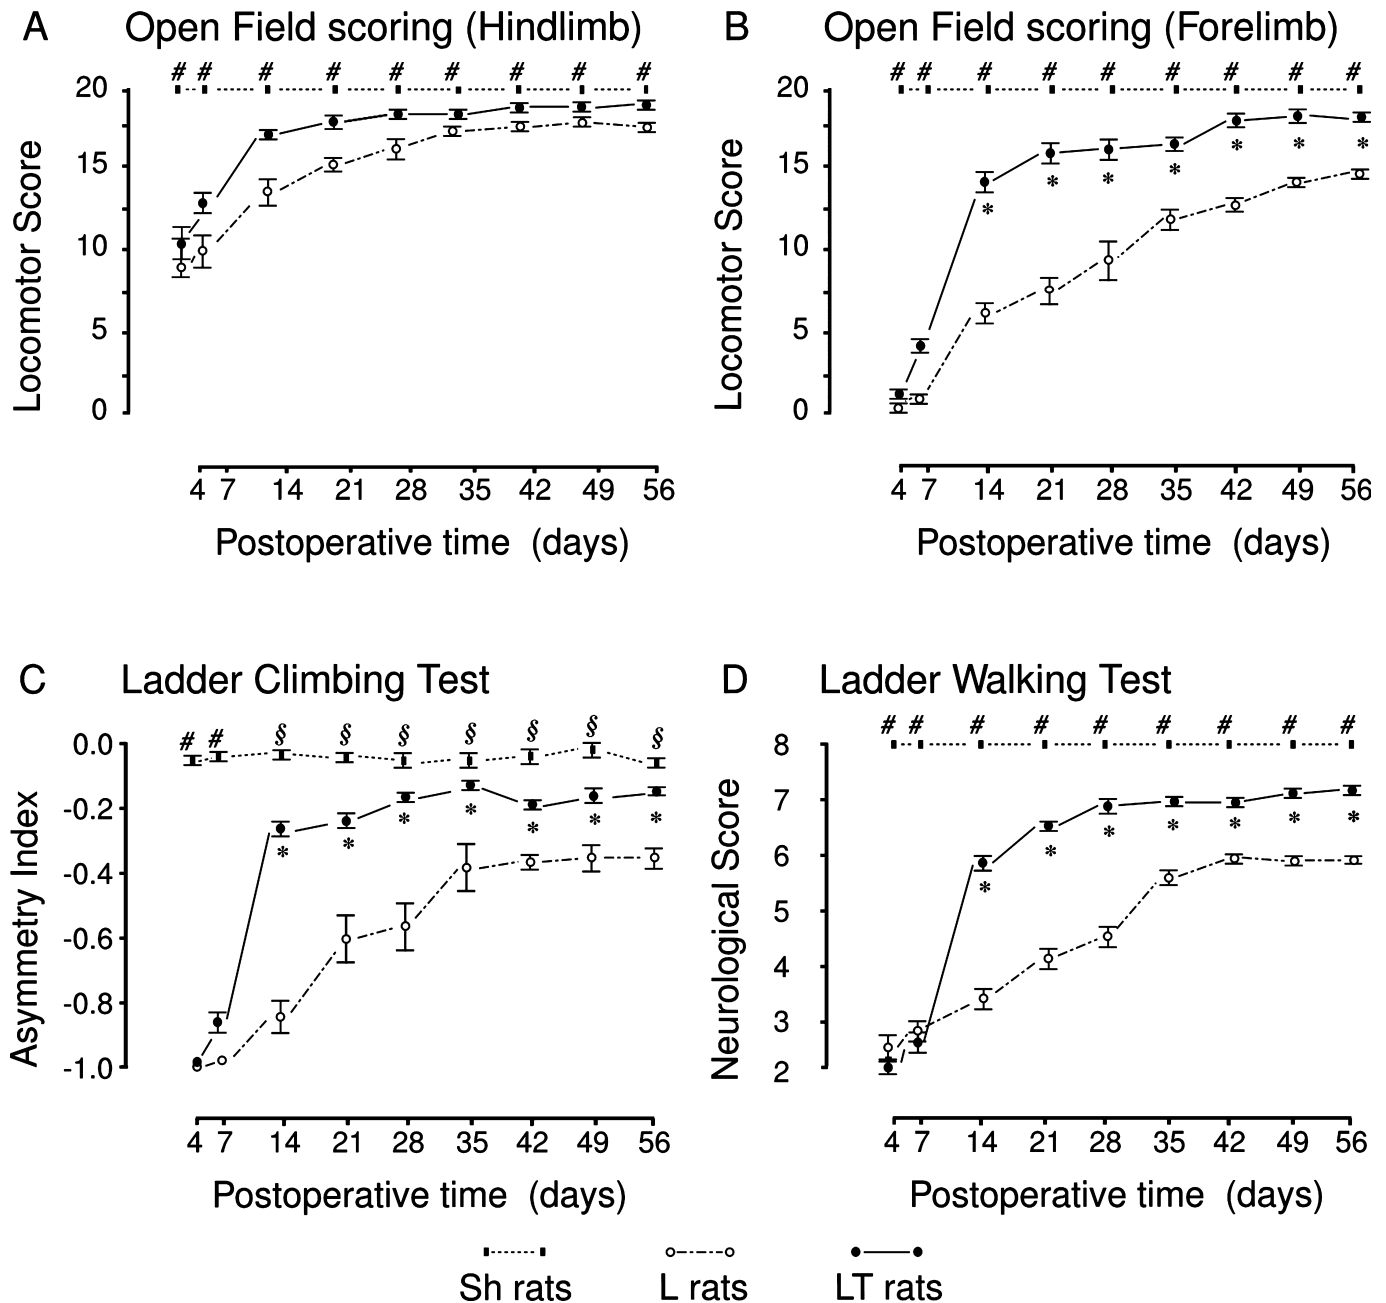 A Open Field scoring (Hindlimb)
# # # # # # # # #
20
15
10
5
0
Locomotor Score
4 7 14 21 28 35 42 49 56
Postoperative time (days)
B Open Field scoring (Forelimb)
# # # # # # # # #
20
15
10
5
0
Locomotor Score
* * * * * * *
4 7 14 21 28 35 42 49 56
Postoperative time (days)
C Ladder Climbing Test
# # § § § § § § §
0.0
-0.2
-0.4
-0.6
-0.8
-1.0
Asymmetry Index
* * * * * * *
4 7 14 21 28 35 42 49 56
Postoperative time (days)
D Ladder Walking Test
# # # # # # # # #
8
7
6
5
4
3
2
Neurological Score
* * * * * * *
4 7 14 21 28 35 42 49 56
Postoperative time (days)
Sh rats L rats LT rats